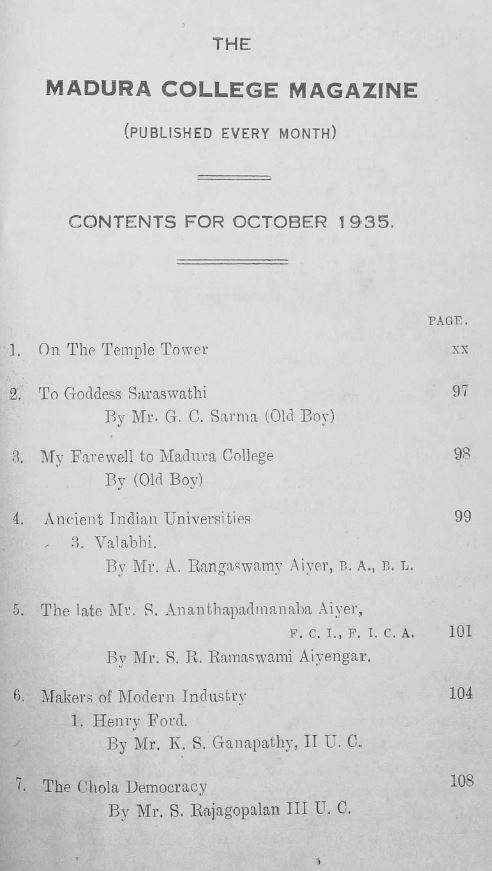 THE
MADURA COLLEGE MAGAZINE
(PUBLISHED EVERY MONTH)
CONTENTS FOR OCTOBER 1935.
PAGE.
1. On The Temple Tower xx
2. To Goddess Saraswathi 97
By Mr. G. C. Sarma (Old Boy)
3. My Farewell to Madura College 98
By (Old Boy)
4. Ancient Indian Universities 99
3. Valabhi.
By Mr. A. Rangaswamy Aiyer, B. A., B. L.
5. The late Mr. S. Ananthapadmanaba Aiyer,
F. C. I., F. I. C. A. 101
By Mr. S. R. Ramaswami Aiyengar.
6. Makers of Modern Industry 104
1. Henry Ford.
By Mr. K. S. Ganapathy, II U. C.
7. The Chola Democracy 108
By Mr. S. Rajagopalan III U. C.